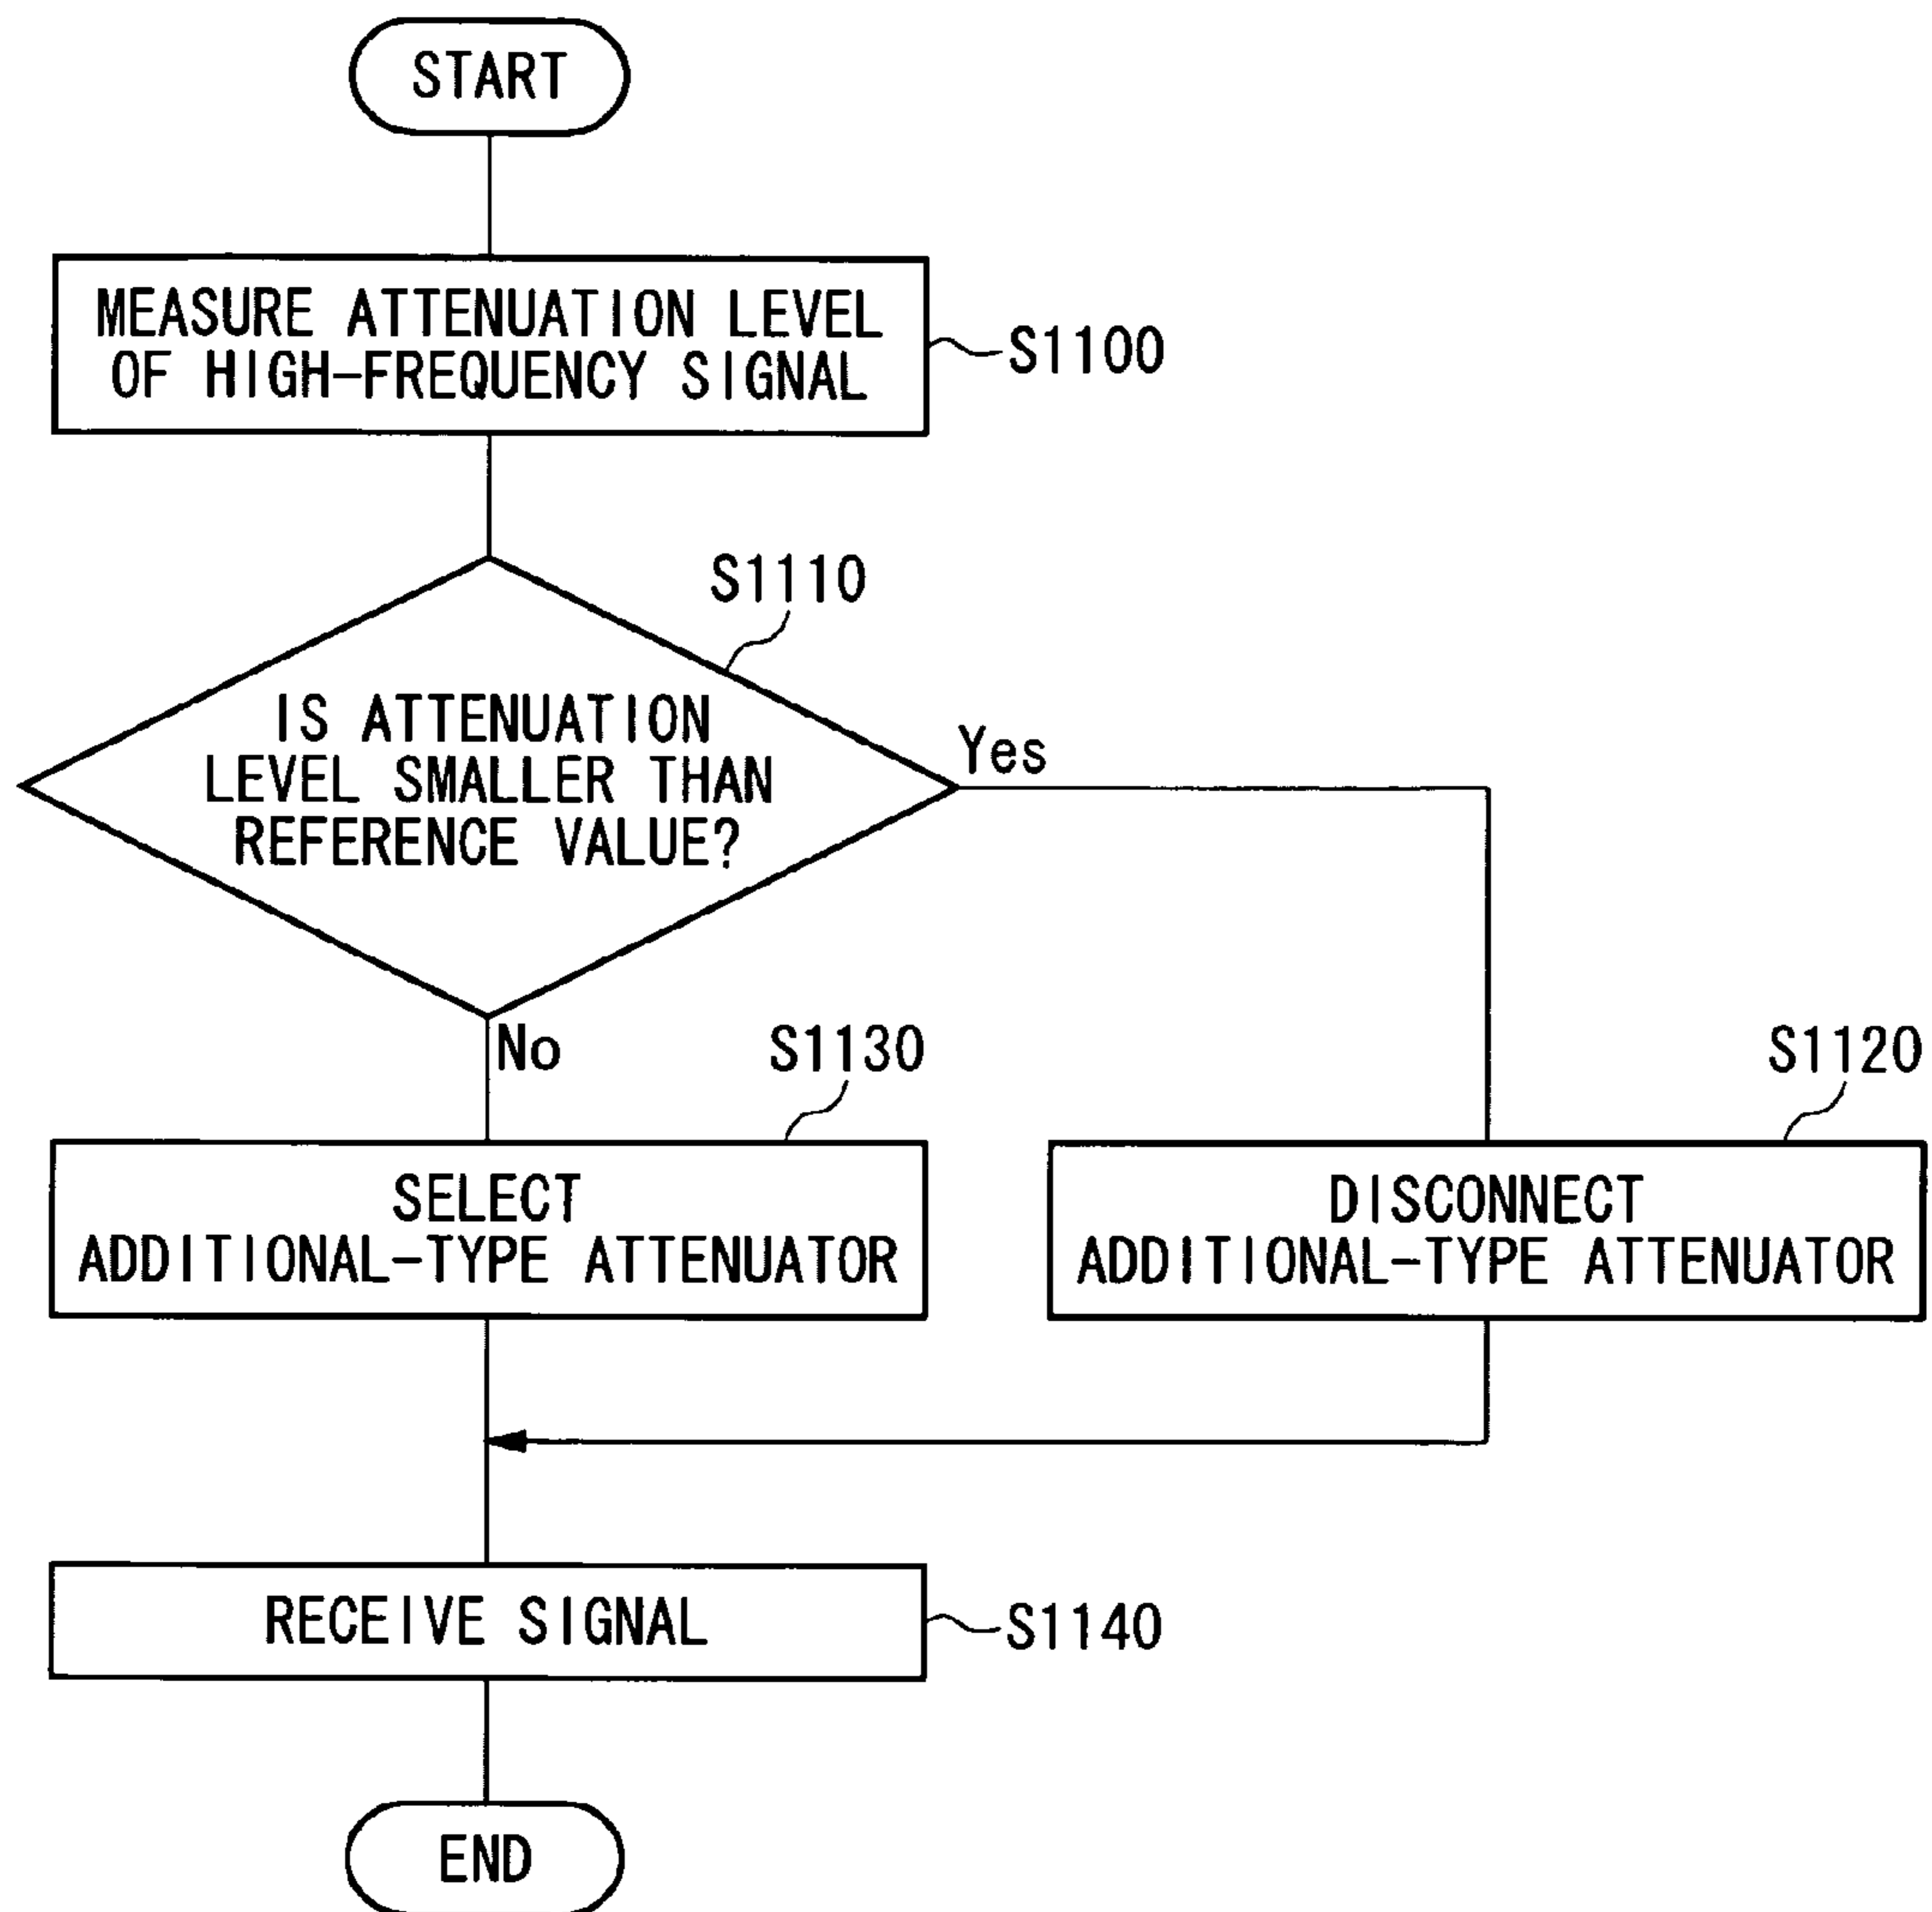 START
MEASURE ATTENUATION LEVEL
OF HIGH-FREQUENCY SIGNAL
S1100
S1110
IS ATTENUATION
LEVEL SMALLER THAN
REFERENCE VALUE?
Yes
No
S1130
S1120
SELECT
ADDITIONAL-TYPE ATTENUATOR
DISCONNECT
ADDITIONAL-TYPE ATTENUATOR
RECEIVE SIGNAL
S1140
END